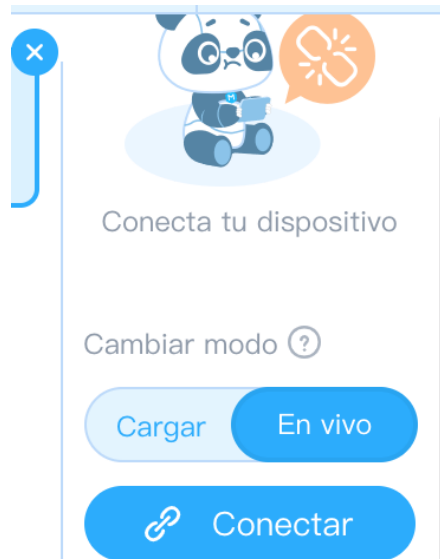 Conecta tu dispositivo
Cambiar modo ?
Cargar
En vivo
Conectar